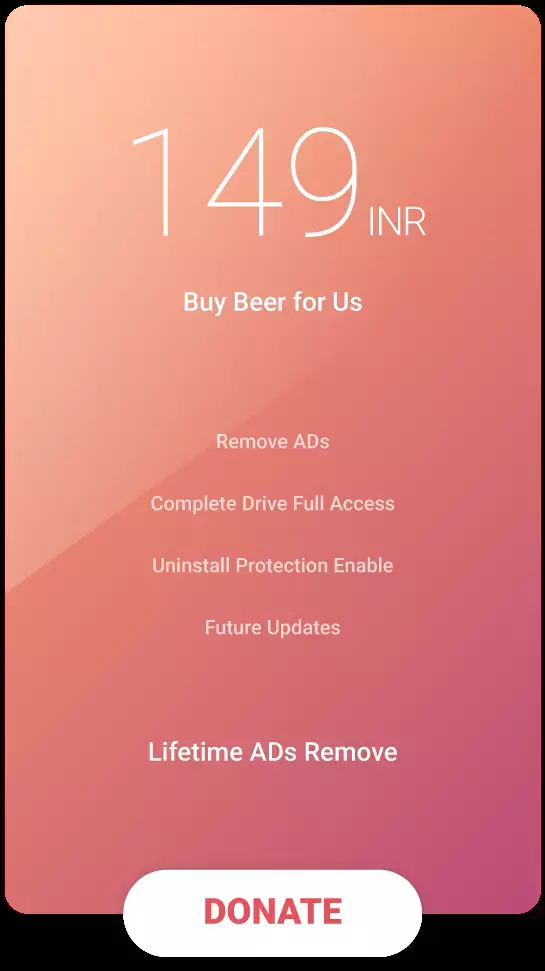 149 INR
Buy Beer for Us
Remove ADs
Complete Drive Full Access
Uninstall Protection Enable
Future Updates
Lifetime ADs Remove
DONATE